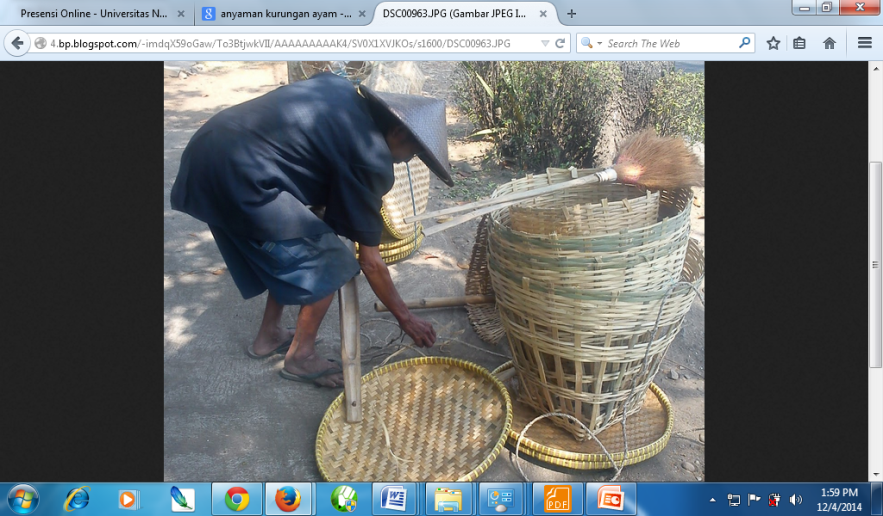 Presensi Online - Universitas N...
anyaman kurungan ayam -...
DSC00963.JPG (Gambar JPEG I...
4.bp.blogspot.com/-imdqX59oGaw/To3BtjwkVII/AAAAAAAAAK4/SV0X1XVJKOs/s1600/DSC00963.JPG
Search The Web
PDF
1:59 PM
12/4/2014